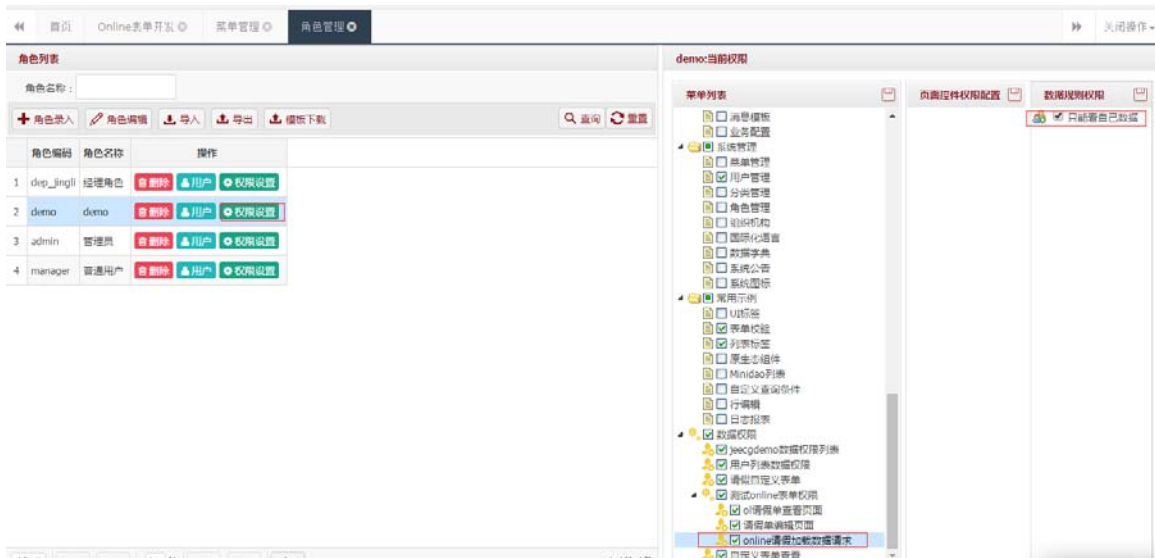 首页 Online表单开发 菜单管理 角色管理 关闭操作
角色列表
角色名称：
角色录入 角色编辑 导入 导出 模板下载 查询 重置
角色编码 角色名称 操作
1 dep_jingli 经理角色 删除 用户 权限设置
2 demo demo 删除 用户 权限设置
3 admin 管理员 删除 用户 权限设置
4 manager 普通用户 删除 用户 权限设置
demo:当前权限
菜单列表
消息模板
业务配置
系统管理
菜单管理
用户管理
分类管理
角色管理
组织机构
国际化语言
数据字典
系统公告
系统图标
常用示例
UI标签
表单校验
列表标签
原生态组件
Minidao列表
自定义查询条件
行编辑
日志报表
数据权限
jeecgdemo数据权限列表
用户列表数据权限
请假自定义表单
测试online表单权限
ol请假单查看页面
请假单编辑页面
online请假加载数据请求
自定义表单查看
页面控件权限配置
数据规则权限
只能看自己数据